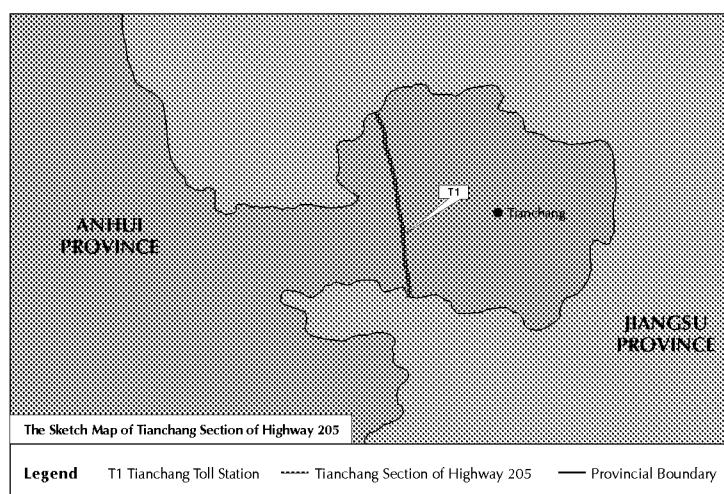 T1
Tianchang
ANHUI
PROVINCE
JIANGSU
PROVINCE
The Sketch Map of Tianchang Section of Highway 205
Legend T1 Tianchang Toll Station Tianchang Section of Highway 205 Provincial Boundary